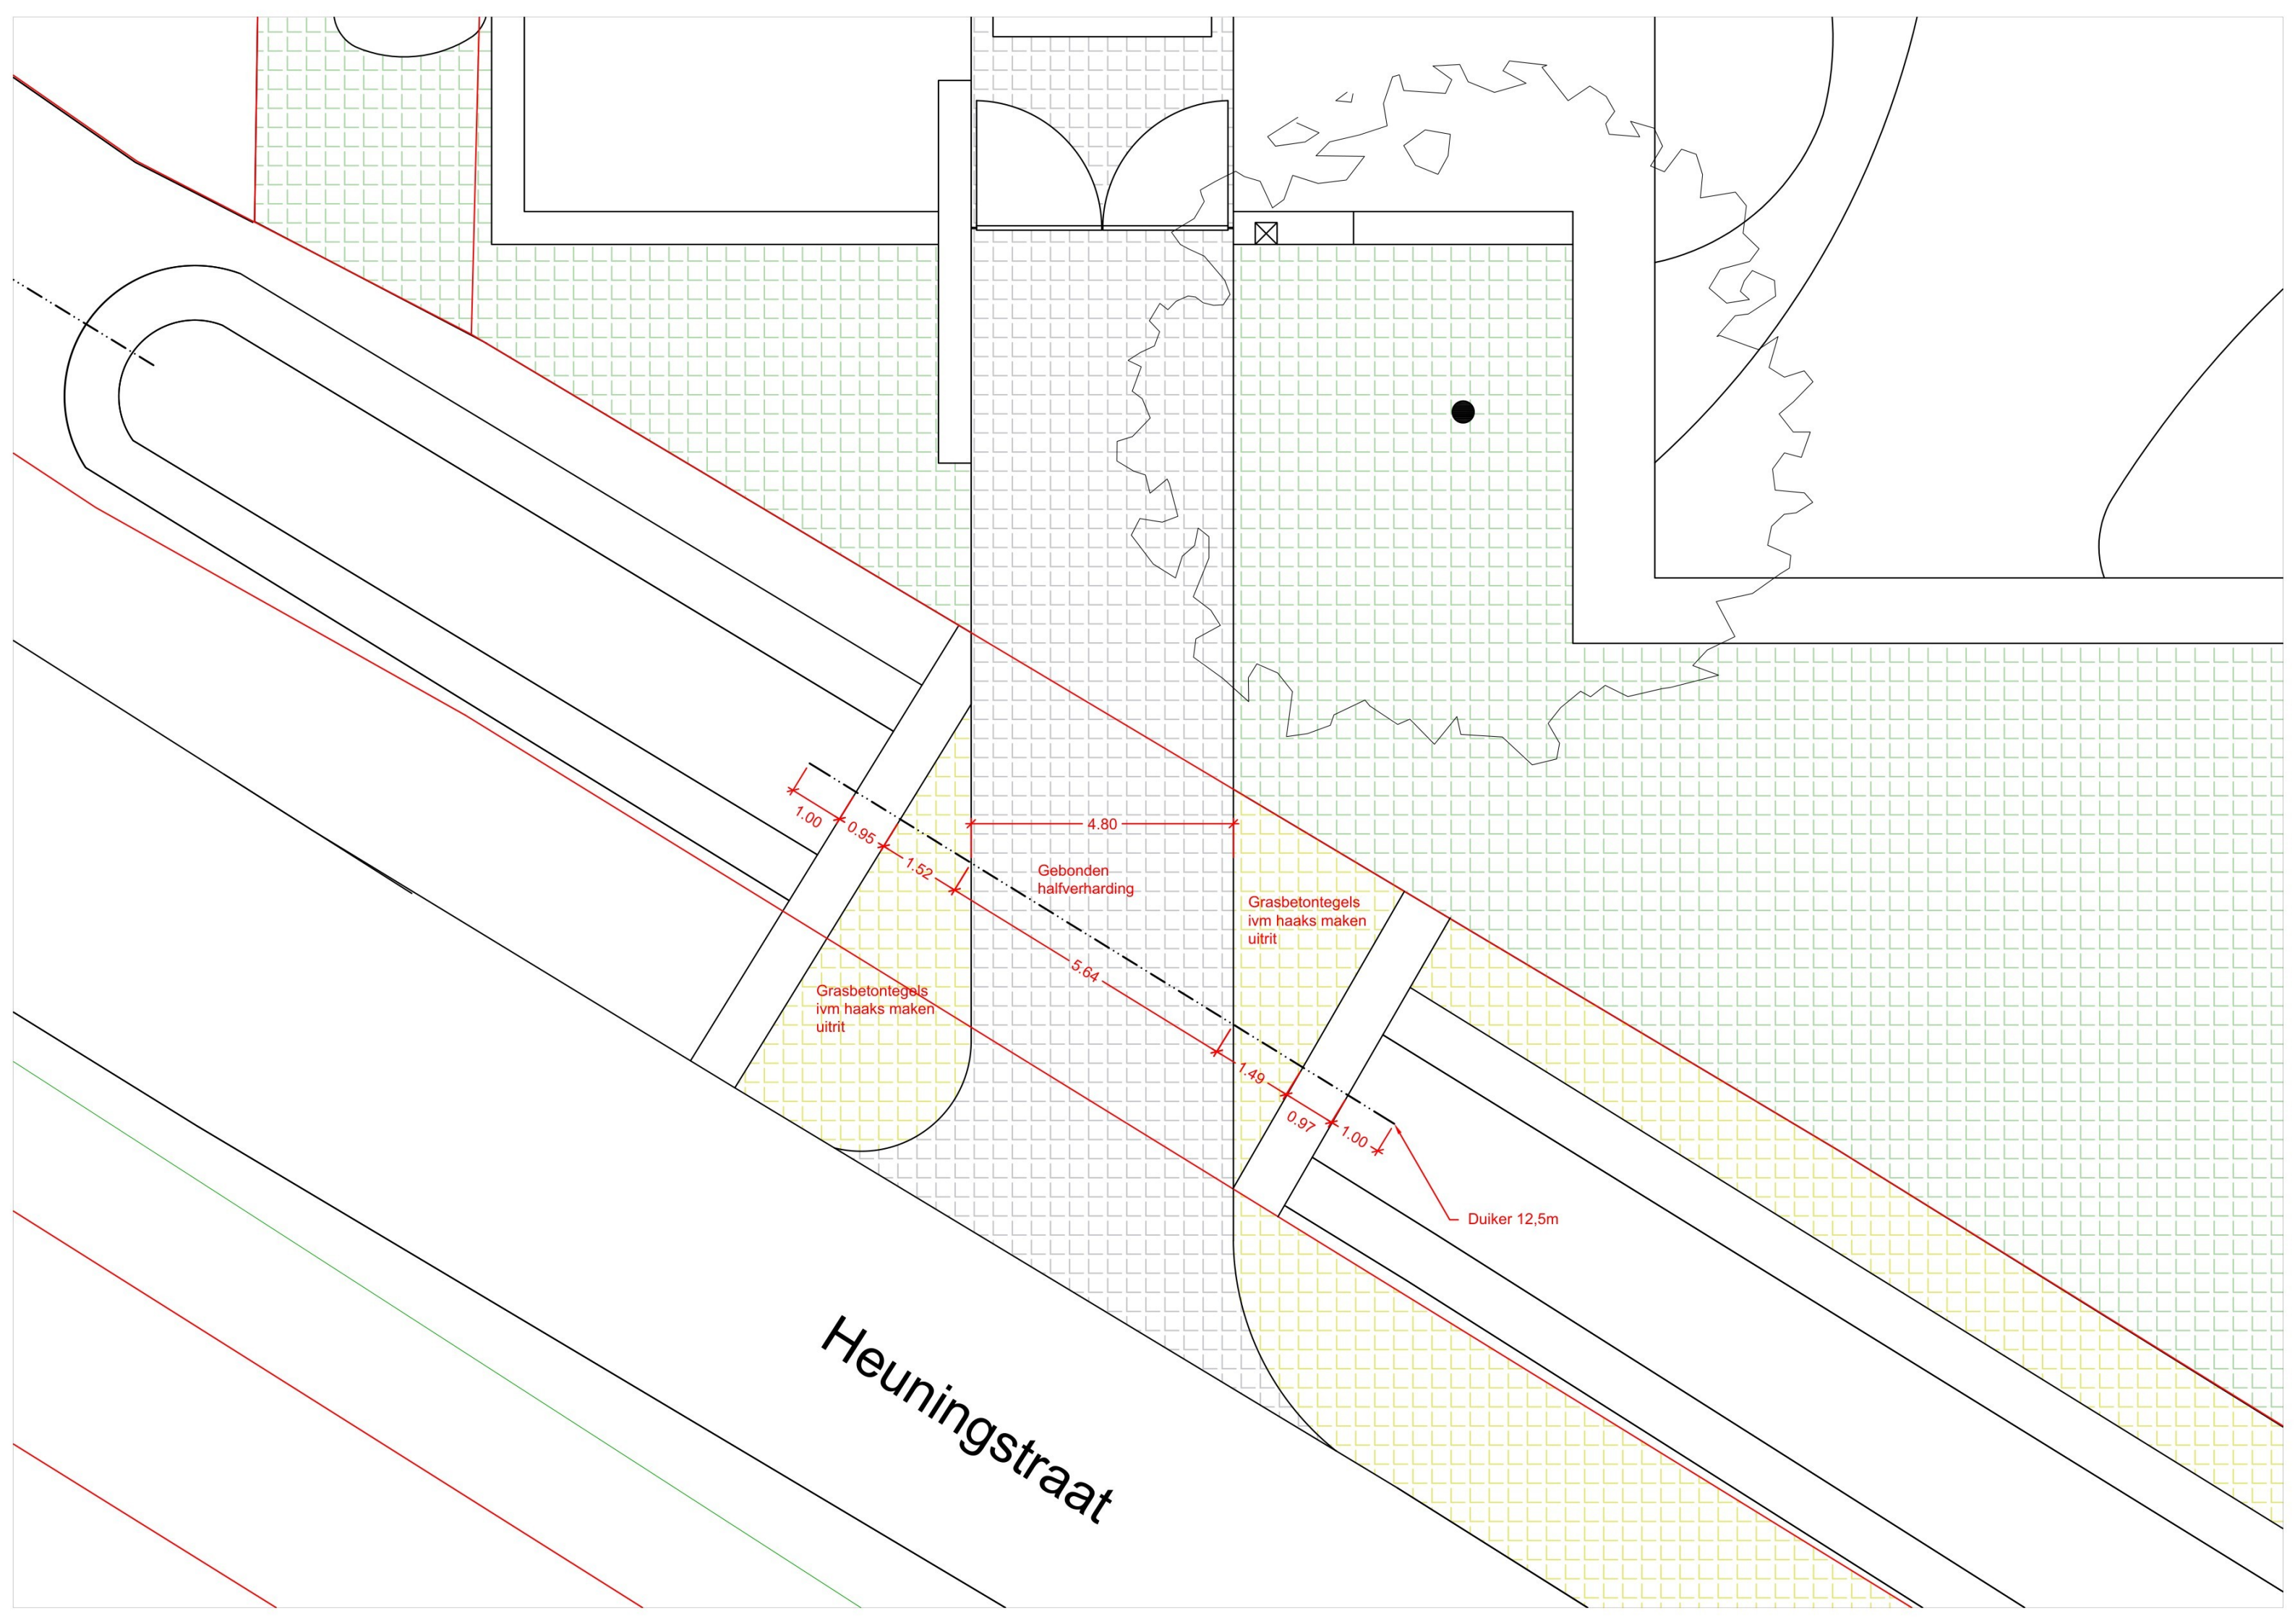 1.00
0.95
1.52
4.80
Gebonden
halfverharding
Grasbetontegels
ivm haaks maken
uitrit
5.64
Grasbetontegels
ivm haaks maken
uitrit
1.49
0.97
1.00
Duiker 12,5m
Heuningstraat